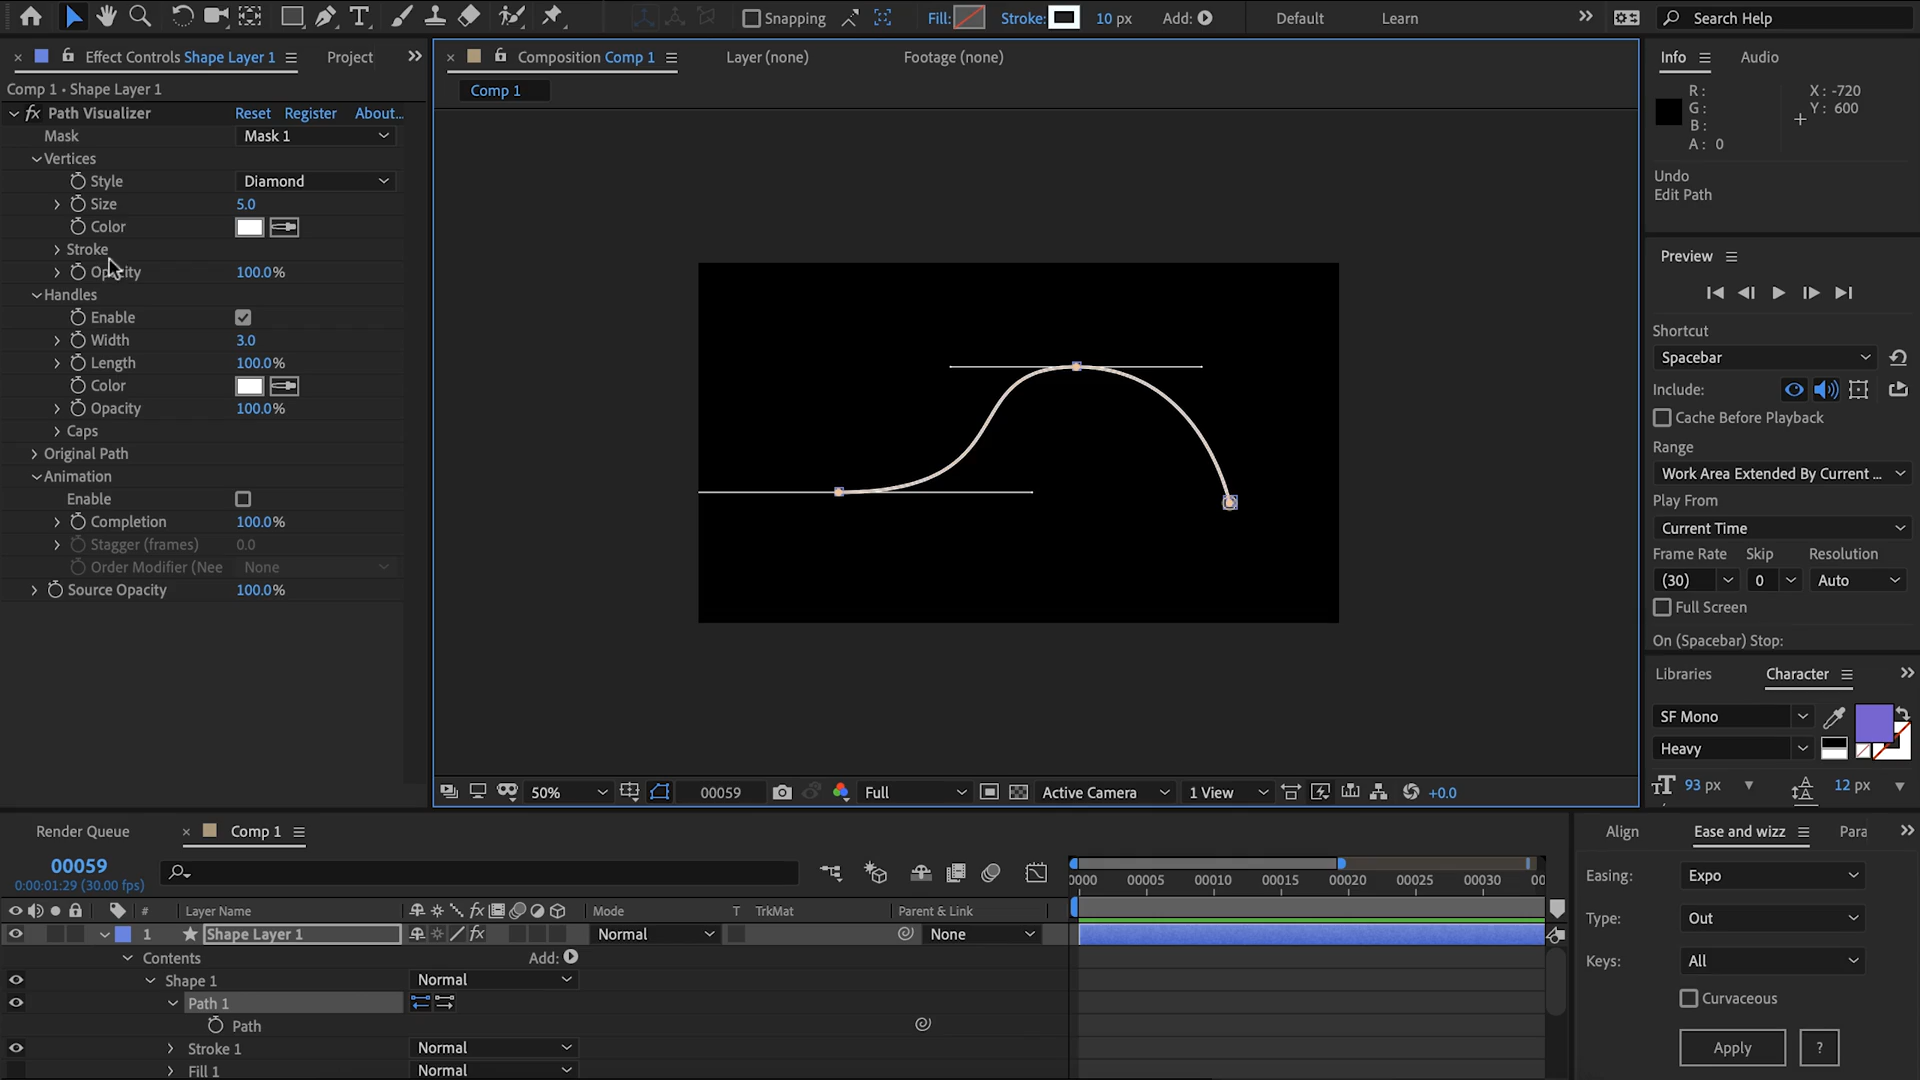 Snapping
Fill:
Stroke:
10 px
Add:
Default
Learn
Search Help
Effect Controls Shape Layer 1
Project
Composition Comp 1
Layer (none)
Footage (none)
Info
Audio
Comp 1 • Shape Layer 1
Comp 1
fx Path Visualizer
Reset
Register
About...
Mask
Mask 1
Vertices
Style
Diamond
Size
5.0
Color
Stroke
Opacity
100.0%
Handles
Enable
Width
3.0
Length
100.0%
Color
Opacity
100.0%
Caps
Original Path
Animation
Enable
Completion
100.0%
Stagger (frames)
0.0
Order Modifier (Nee
None
Source Opacity
100.0%
R:
G:
B:
A: 0
X: -720
Y: 600
Undo
Edit Path
Preview
Shortcut
Spacebar
Include:
Cache Before Playback
Range
Work Area Extended By Current ...
Play From
Current Time
Frame Rate
Skip
Resolution
(30)
0
Auto
Full Screen
On (Spacebar) Stop:
Libraries
Character
SF Mono
Heavy
93 px
12 px
50%
00059
Full
Active Camera
1 View
+0.0
Render Queue
Comp 1
00059
0:00:01:29 (30.00 fps)
0000
00005
00010
00015
00020
00025
00030
00
#
Layer Name
fx
Mode
T
TrkMat
Parent & Link
1
Shape Layer 1
fx
Normal
None
Contents
Add:
Shape 1
Normal
Path 1
Path
Stroke 1
Normal
Fill 1
Normal
Align
Ease and wizz
Para
Easing:
Expo
Type:
Out
Keys:
All
Curvaceous
Apply
?